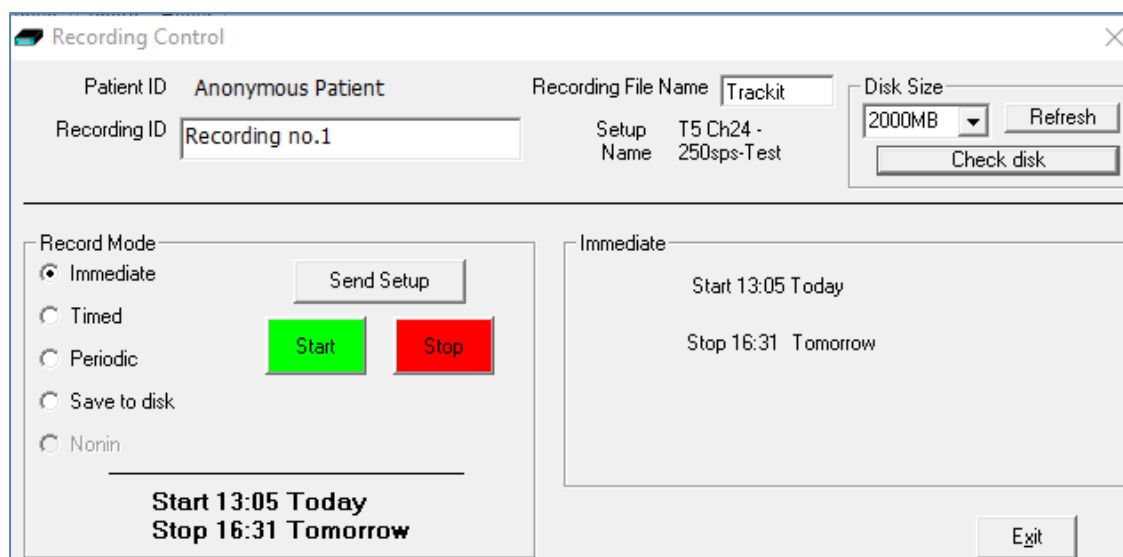 Recording Control
Patient ID Anonymous Patient
Recording File Name Trackit
Disk Size
2000MB Refresh
Recording ID Recording no.1
Setup Name T5 Ch24 -
250sps-Test
Check disk
Record Mode
Immediate
Send Setup
Timed
Start Stop
Periodic
Save to disk
Nonin
Start 13:05 Today
Stop 16:31 Tomorrow
Immediate
Start 13:05 Today
Stop 16:31 Tomorrow
Exit